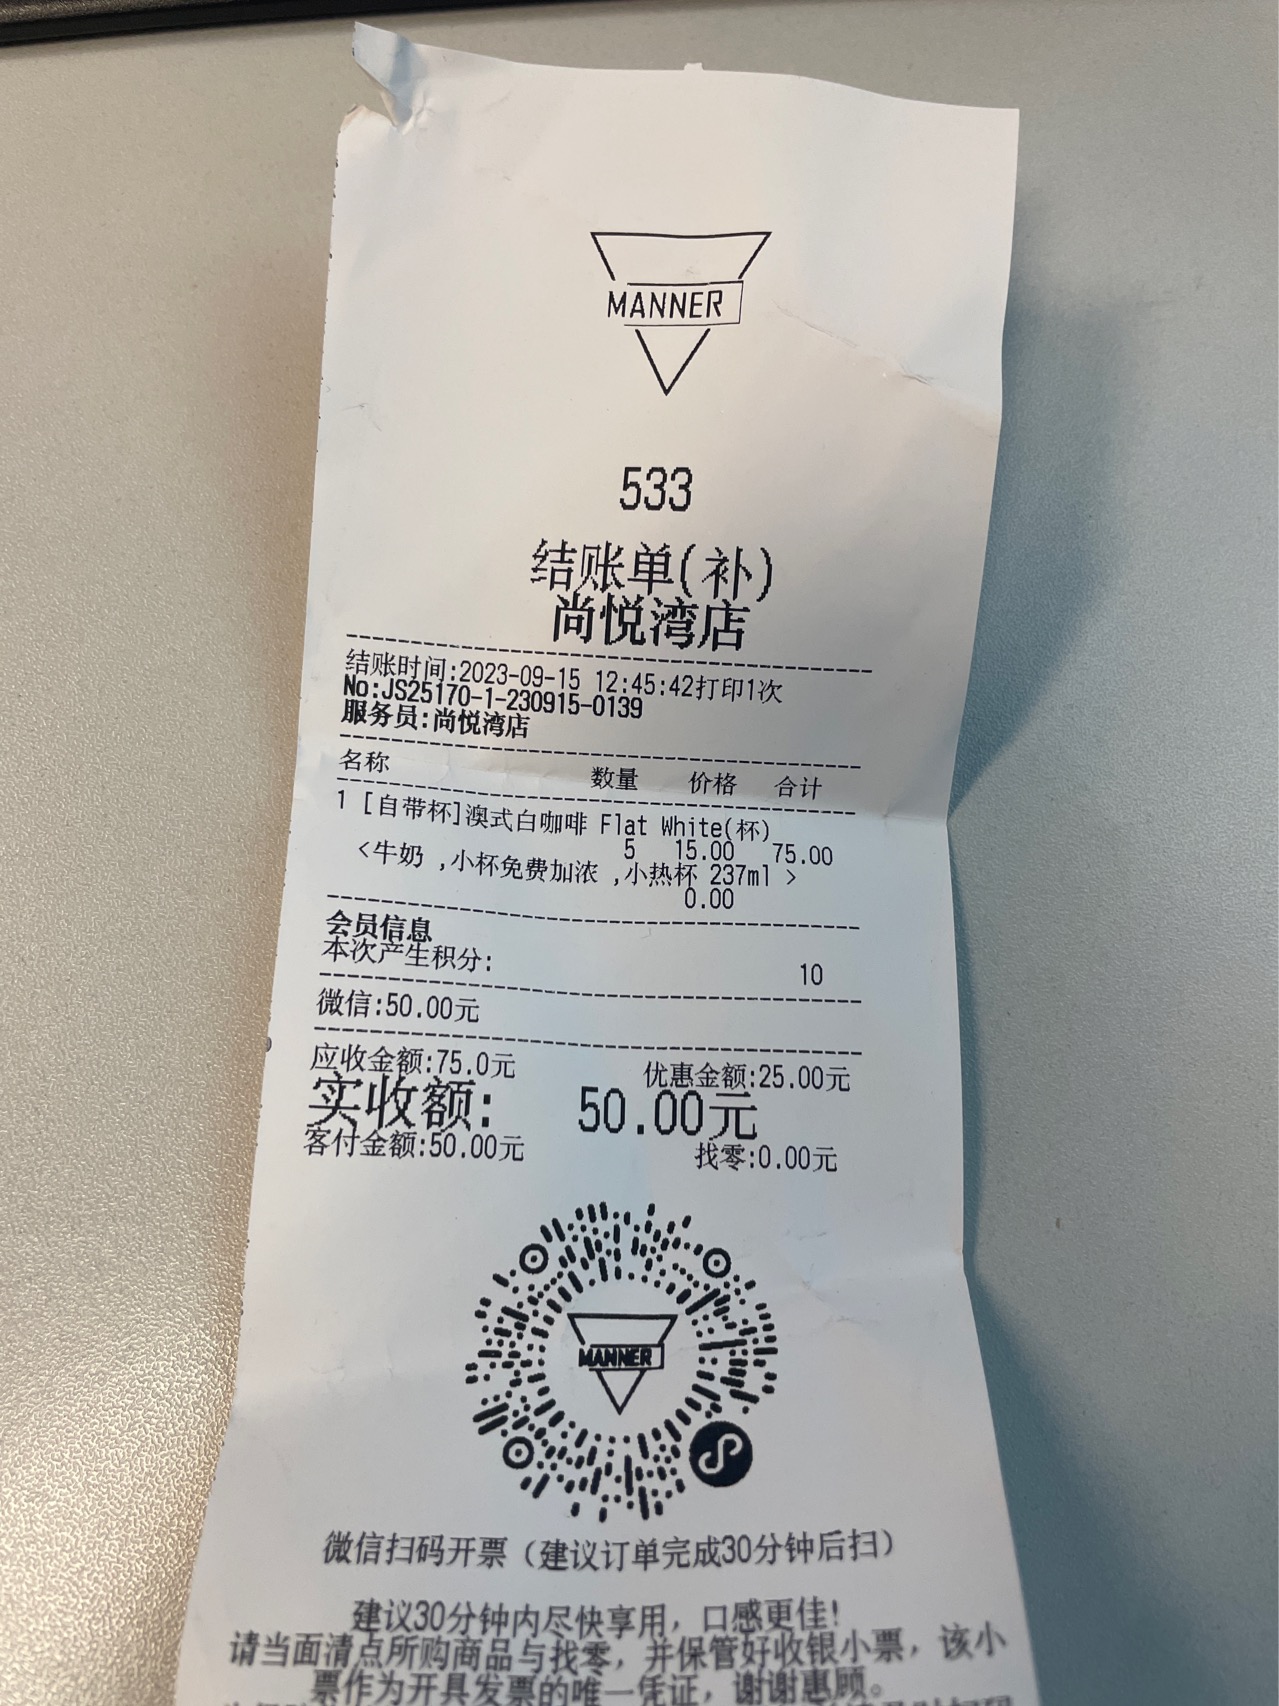 MANNER
533
结账单(补)
尚悦湾店
结账时间:2023-09-15 12:45:42打印1次
No:JS25170-1-230915-0139
服务员:尚悦湾店
名称 数量 价格 合计
1 [自带杯]澳式白咖啡 Flat White(杯)
5 15.00 75.00
<牛奶 ,小杯免费加浓 ,小热杯 237ml >
0.00
会员信息
本次产生积分: 10
微信:50.00元
应收金额:75.0元 优惠金额:25.00元
实收额: 50.00元
客付金额:50.00元 找零:0.00元
MANNER
微信扫码开票（建议订单完成30分钟后扫）
建议30分钟内尽快享用，口感更佳!
请当面清点所购商品与找零，并保管好收银小票，该小
票作为开具发票的唯一凭证，谢谢惠顾。